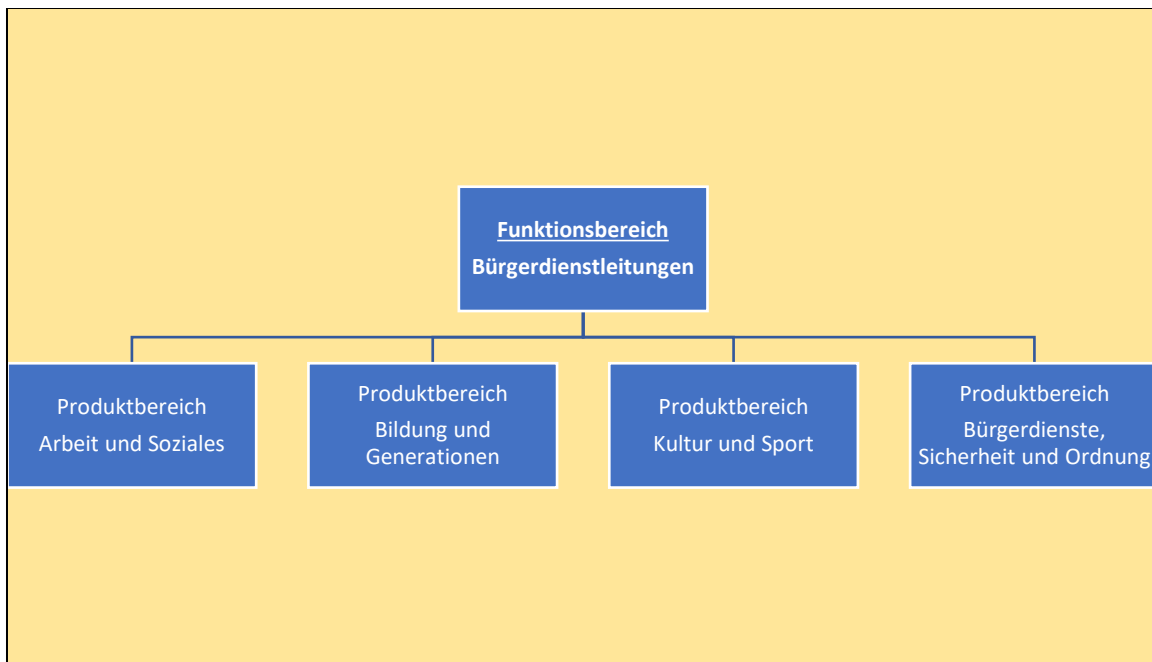 Funktionsbereich
Bürgerdienstleitungen
Produktbereich
Arbeit und Soziales
Produktbereich
Bildung und
Generationen
Produktbereich
Kultur und Sport
Produktbereich
Bürgerdienste,
Sicherheit und Ordnung